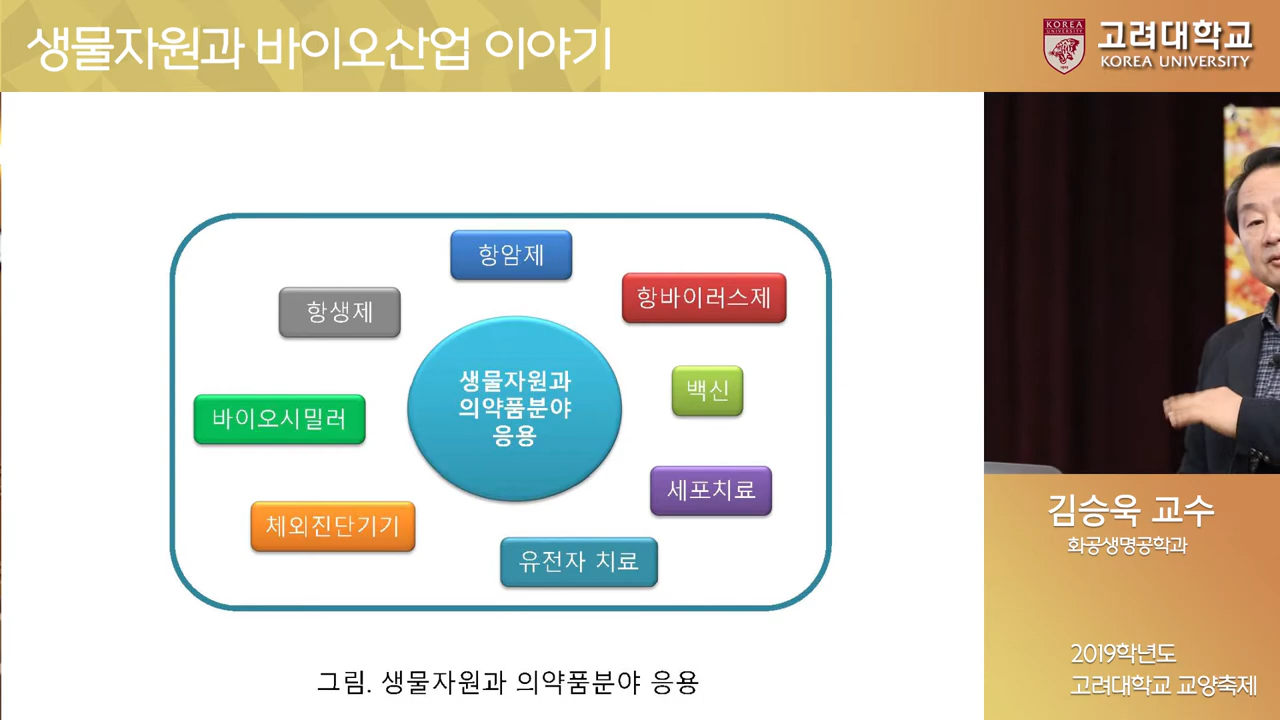 생물자원과 바이오산업 이야기
KOREA
UNIVERSITY
고려대학교
KOREA UNIVERSITY
항암제
항바이러스제
항생제
생물자원과
의약품분야
응용
백신
바이오시밀러
세포치료
체외진단기기
유전자 치료
그림. 생물자원과 의약품분야 응용
김승욱 교수
화공생명공학과
2019학년도
고려대학교 교양축제